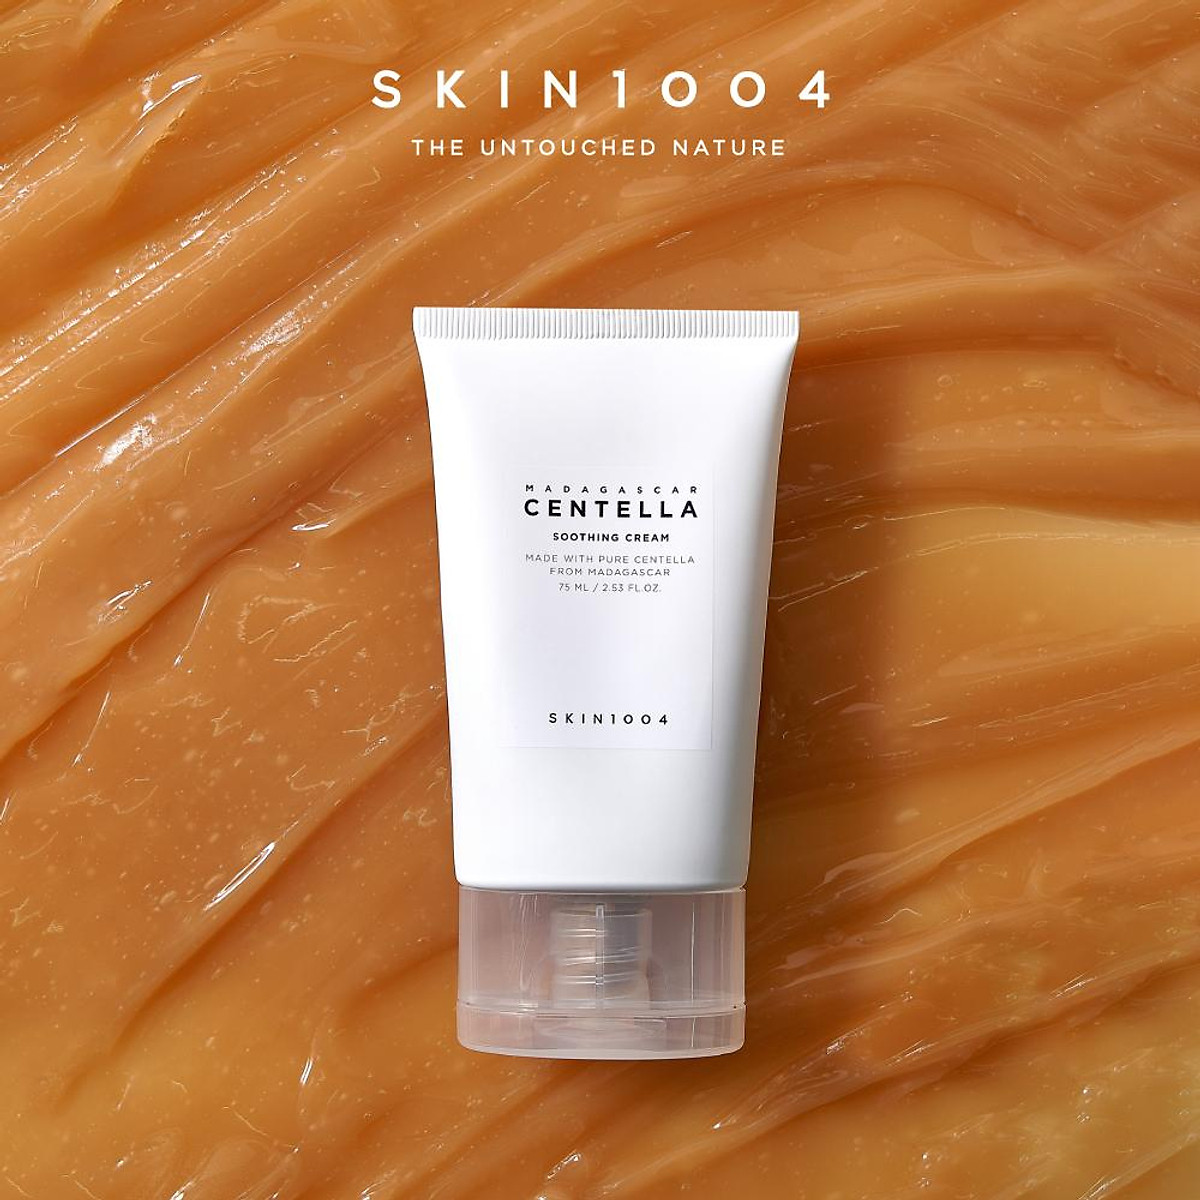 SKIN1004
THE UNTOUCHED NATURE
MADAGASCAR
CENTELLA
SOOTHING CREAM
MADE WITH PURE CENTELLA
FROM MADAGASCAR
75 ML / 2.53 FL.OZ.
SKIN1004